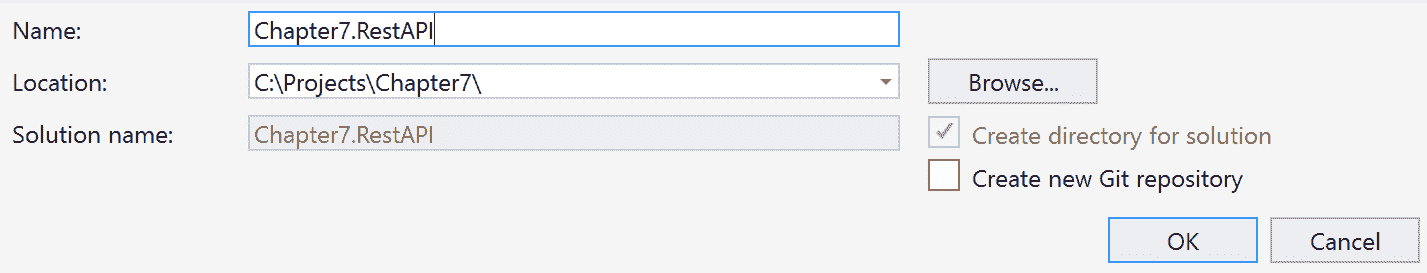 Name: Chapter7.RestAPI
Location: C:\Projects\Chapter7\ Browse...
Solution name: Chapter7.RestAPI Create directory for solution
Create new Git repository
OK Cancel